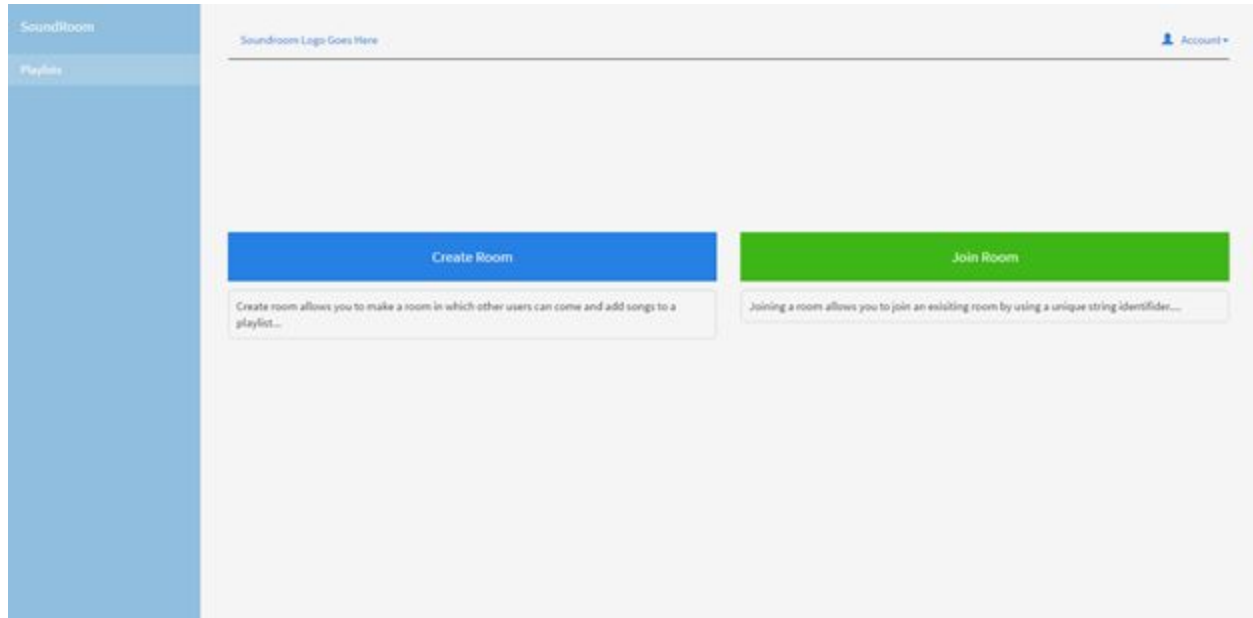 SoundRoom
Playlists
Soundroom Logo Goes Here
Account
Create Room
Create room allows you to make a room in which other users can come and add songs to a
playlist...
Join Room
Joining a room allows you to join an exisiting room by using a unique string identifider....